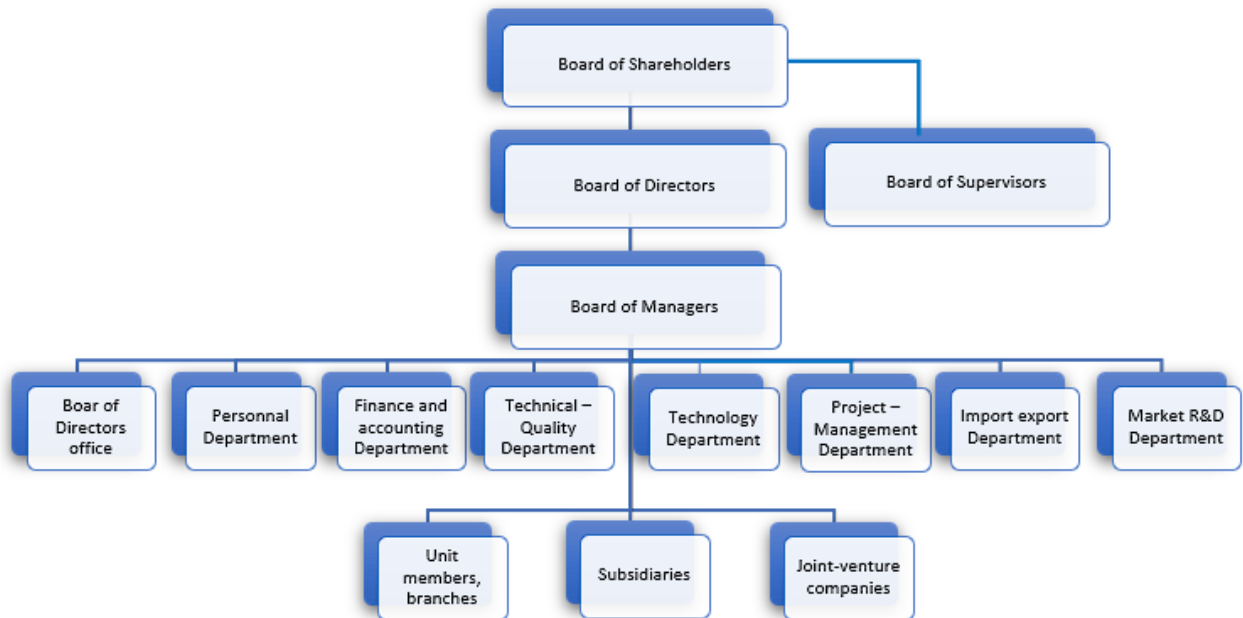 Board of Shareholders
Board of Directors
Board of Supervisors
Board of Managers
Boar of
Directors
office
Personnal
Department
Finance and
accounting
Department
Technical –
Quality
Department
Technology
Department
Project –
Management
Department
Import export
Department
Market R&D
Department
Unit
members,
branches
Subsidiaries
Joint-venture
companies